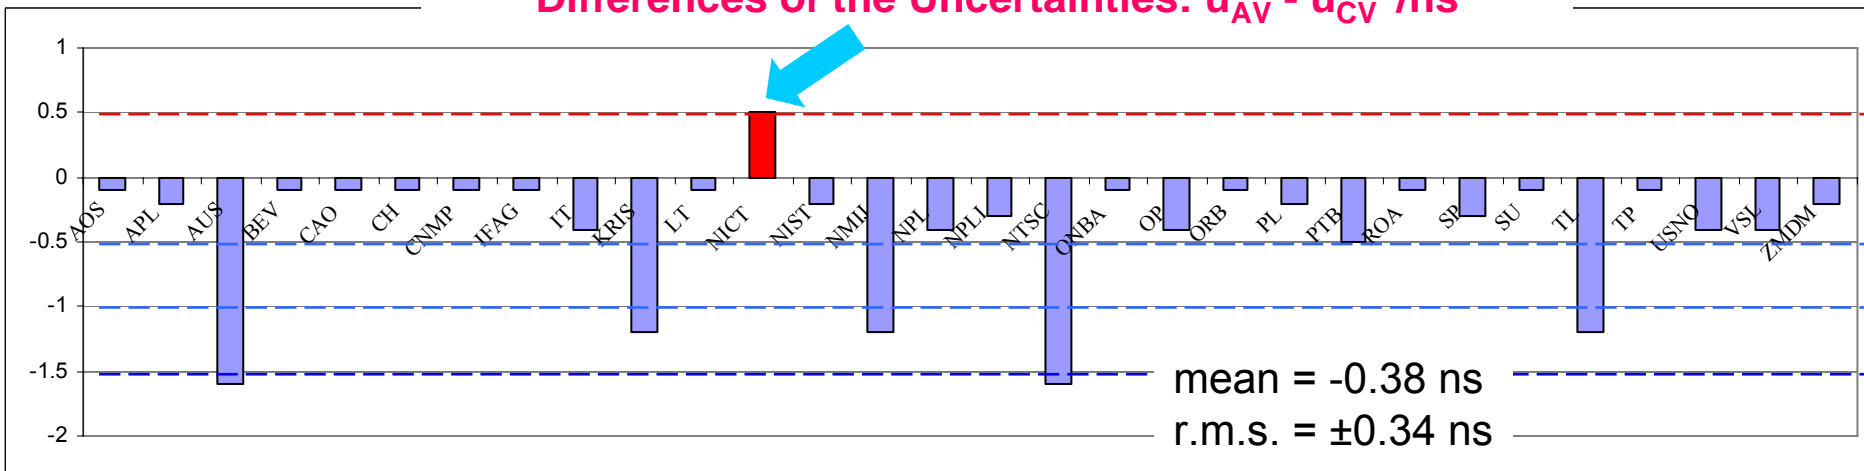 Differences of the Uncertainties: uAV - uCV /ns
1
0.5
0
-0.5
-1
-1.5
-2
AOS APL AUS BEV CAO CH CNMP IFAG IT KRIS LT NICT NIST NMIJ NPL NPLI NTSC ONBA OP ORB PL PTB ROA SP SU TL TP USNO VSL ZMDM
mean = -0.38 ns
r.m.s. = ±0.34 ns